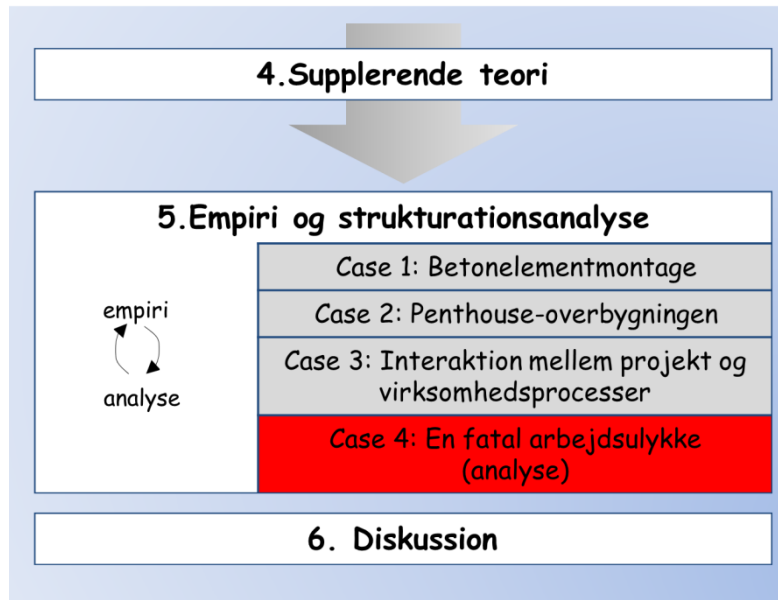 4.Supplerende teori
5.Empiri og strukturationsanalyse
Case 1: Betonelementmontage
Case 2: Penthouse-overbygningen
Case 3: Interaktion mellem projekt og
virksomhedsprocesser
Case 4: En fatal arbejdsulykke
(analyse)
empiri
analyse
6. Diskussion